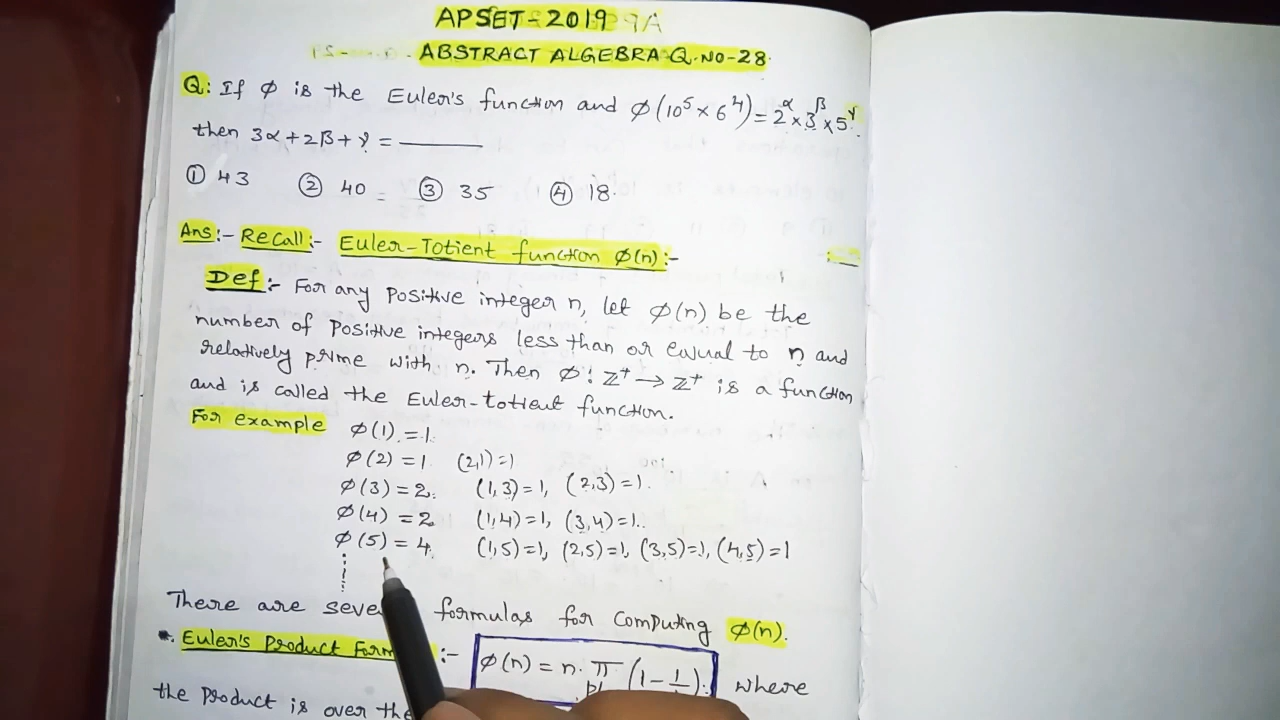 APSET-2019
ABSTRACT ALGEBRA Q.NO-28.
Q: If φ is the Euler's function and φ(10⁵×6⁴)=2^α×3^β×5^γ.
then 3α+2β+γ = ______
① 43 ② 40 ③ 35 ④ 18.
Ans:- Recall:- Euler-Totient function φ(n):-
Def:- For any positive integer n, let φ(n) be the
number of positive integers less than or equal to n and
relatively prime with n. Then φ: Z⁺→Z⁺ is a function
and is called the Euler-totient function.
For example φ(1) = 1.
φ(2) = 1 (2,1)=1
φ(3) = 2. (1,3)=1, (2,3)=1.
φ(4) = 2 (1,4)=1, (3,4)=1.
φ(5) = 4. (1,5)=1, (2,5)=1, (3,5)=1, (4,5)=1
There are formulas for computing φ(n).
Euler's Product :- φ(n) = n. π (1 - 1/ ). where
the product is over the